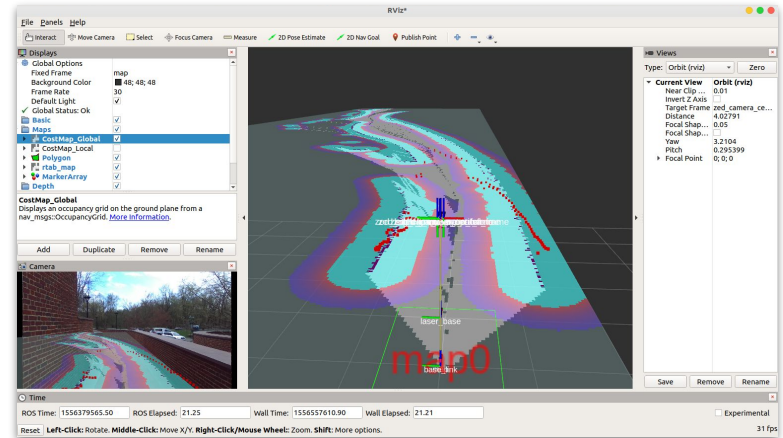 RViz*
File Panels Help
Interact Move Camera Select Focus Camera Measure 2D Pose Estimate 2D Nav Goal Publish Point
Displays
Global Options
Fixed Frame map
Background Color 48; 48; 48
Frame Rate 30
Default Light
Global Status: Ok
Basic
Maps
CostMap_Global
CostMap_Local
Polygon
rtab_map
MarkerArray
Depth
CostMap_Global
Displays an occupancy grid on the ground plane from a
nav_msgs::OccupancyGrid. More Information.
Add Duplicate Remove Rename
Camera
laser_base
map0
base_link
Views
Type: Orbit (rviz) Zero
Current View Orbit (rviz)
Near Clip ... 0.01
Invert Z Axis
Target Frame zed_camera_ce...
Distance 4.02791
Focal Shap... 0.05
Focal Shap...
Yaw 3.2104
Pitch 0.295399
Focal Point 0; 0; 0
Save Remove Rename
Time
ROS Time: 1556379565.50 ROS Elapsed: 21.25 Wall Time: 1556557610.90 Wall Elapsed: 21.21 Experimental
Reset Left-Click: Rotate. Middle-Click: Move X/Y. Right-Click/Mouse Wheel: Zoom. Shift: More options. 31 fps